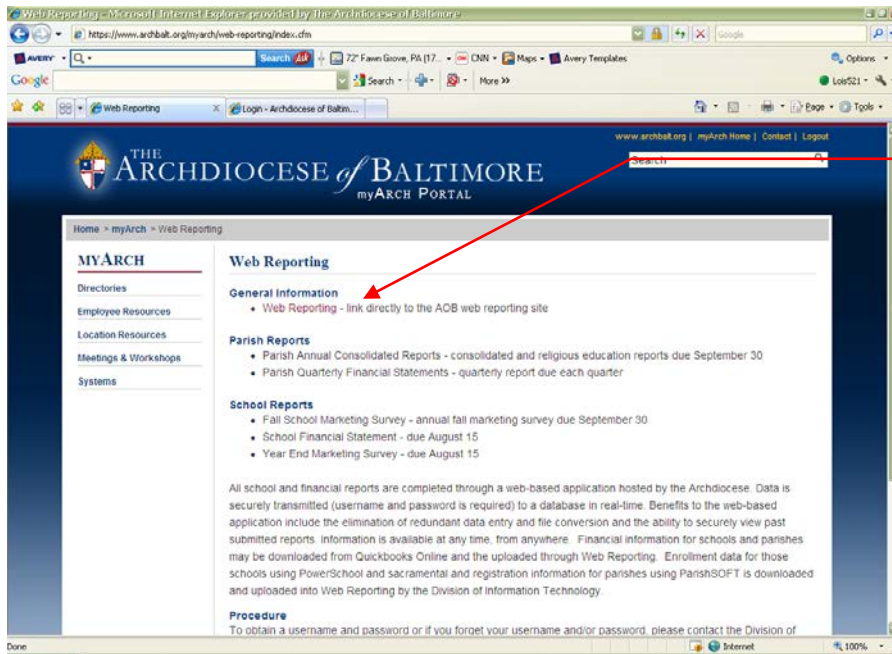 Web Reporting - Microsoft Internet Explorer provided by The Archdiocese of Baltimore
https://www.archbalt.org/myarch/web-reporting/index.cfm
Google
AVERY
Search
72° Fawn Grove, PA (17...
CNN
Maps
Avery Templates
Options
Google
Search
More >>
Lois521
Web Reporting
Login - Archdiocese of Baltim...
Page
Tools
www.archbalt.org | myArch Home | Contact | Logout
Search
THE
ARCHDIOCESE of BALTIMORE
myARCH PORTAL
Home > myArch > Web Reporting
MYARCH
Directories
Employee Resources
Location Resources
Meetings & Workshops
Systems
Web Reporting
General Information
• Web Reporting - link directly to the AOB web reporting site
Parish Reports
• Parish Annual Consolidated Reports - consolidated and religious education reports due September 30
• Parish Quarterly Financial Statements - quarterly report due each quarter
School Reports
• Fall School Marketing Survey - annual fall marketing survey due September 30
• School Financial Statement - due August 15
• Year End Marketing Survey - due August 15
All school and financial reports are completed through a web-based application hosted by the Archdiocese. Data is
securely transmitted (username and password is required) to a database in real-time. Benefits to the web-based
application include the elimination of redundant data entry and file conversion and the ability to securely view past
submitted reports. Information is available at any time, from anywhere. Financial information for schools and parishes
may be downloaded from Quickbooks Online and the uploaded through Web Reporting. Enrollment data for those
schools using PowerSchool and sacramental and registration information for parishes using ParishSOFT is downloaded
and uploaded into Web Reporting by the Division of Information Technology.
Procedure
To obtain a username and password or if you forget your username and/or password, please contact the Division of
Done
Internet
100%